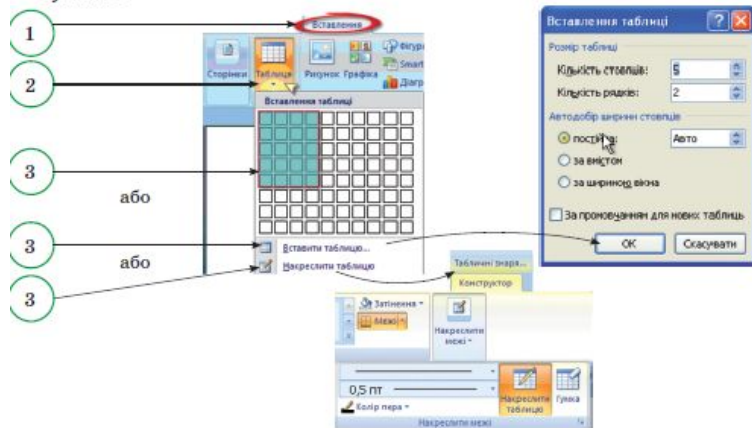 1
Вставлення
2
Сторінки
Таблиця
Рисунок
Графіка
Фігури
Smart
Діагр
Вставлення таблиці
3
або
3
Вставити таблицю...
або
3
Накреслити таблицю
Вставлення таблиці
Розмір таблиці
Кількість стовпців: 5
Кількість рядків: 2
Автодобір ширини стовпців
постійна: Авто
за вмістом
за шириною вікна
За промовчанням для нових таблиць
ОК
Скасувати
Табличні знаря...
Конструктор
Затінення
Межі
Накреслити
межі
0,5 пт
Колір пера
Накреслити
таблицю
Гумка
Накреслити межі